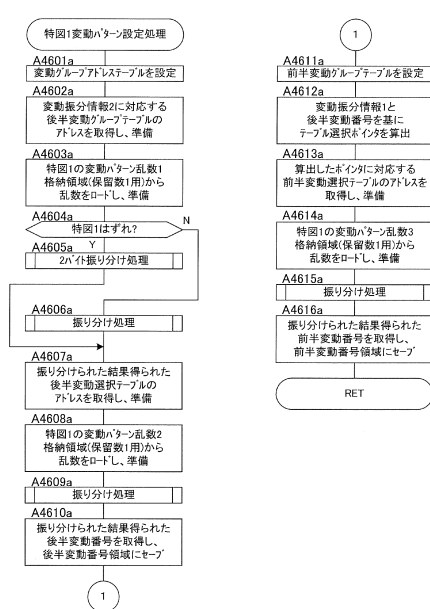 特図1変動パターン設定処理
A4601a
変動グループアドレステーブルを設定
A4602a
変動振分情報2に対応する
後半変動グループテーブルの
アドレスを取得し、準備
A4603a
特図1の変動パターン乱数1
格納領域(保留数1用)から
乱数をロードし、準備
A4604a
特図1はずれ?
N
Y
A4605a
2バイト振り分け処理
A4606a
振り分け処理
A4607a
振り分けられた結果得られた
後半変動選択テーブルの
アドレスを取得し、準備
A4608a
特図1の変動パターン乱数2
格納領域(保留数1用)から
乱数をロードし、準備
A4609a
振り分け処理
A4610a
振り分けられた結果得られた
後半変動番号を取得し、
後半変動番号領域にセーブ
1
1
A4611a
前半変動グループテーブルを設定
A4612a
変動振分情報1と
後半変動番号を基に
テーブル選択ポインタを算出
A4613a
算出したポインタに対応する
前半変動選択テーブルのアドレスを
取得し、準備
A4614a
特図1の変動パターン乱数3
格納領域(保留数1用)から
乱数をロードし、準備
A4615a
振り分け処理
A4616a
振り分けられた結果得られた
前半変動番号を取得し、
前半変動番号領域にセーブ
RET